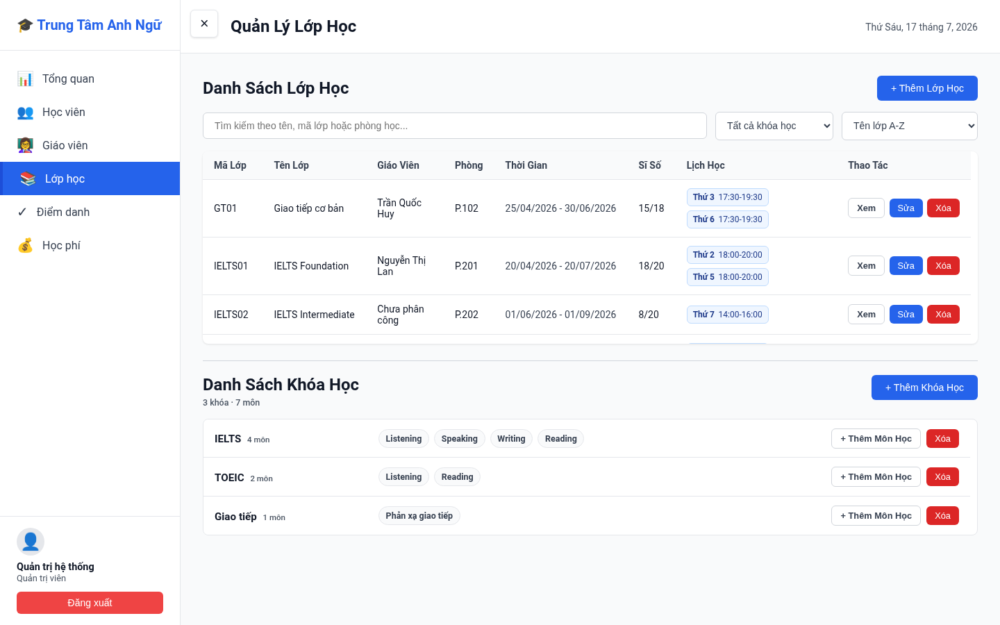 Trung Tâm Anh Ngữ
× Quản Lý Lớp Học
Thứ Sáu, 17 tháng 7, 2026
Tổng quan
Học viên
Giáo viên
Lớp học
✓ Điểm danh
Học phí
Quản trị hệ thống
Quản trị viên
Đăng xuất
Danh Sách Lớp Học
+ Thêm Lớp Học
Tìm kiếm theo tên, mã lớp hoặc phòng học...
Tất cả khóa học
Tên lớp A-Z
Mã Lớp Tên Lớp Giáo Viên Phòng Thời Gian Sĩ Số Lịch Học Thao Tác
GT01 Giao tiếp cơ bản Trần Quốc Huy P.102 25/04/2026 - 30/06/2026 15/18 Thứ 3 17:30-19:30 Thứ 6 17:30-19:30 Xem Sửa Xóa
IELTS01 IELTS Foundation Nguyễn Thị Lan P.201 20/04/2026 - 20/07/2026 18/20 Thứ 2 18:00-20:00 Thứ 5 18:00-20:00 Xem Sửa Xóa
IELTS02 IELTS Intermediate Chưa phân công P.202 01/06/2026 - 01/09/2026 8/20 Thứ 7 14:00-16:00 Xem Sửa Xóa
Danh Sách Khóa Học
3 khóa · 7 môn
+ Thêm Khóa Học
IELTS 4 môn Listening Speaking Writing Reading + Thêm Môn Học Xóa
TOEIC 2 môn Listening Reading + Thêm Môn Học Xóa
Giao tiếp 1 môn Phản xạ giao tiếp + Thêm Môn Học Xóa